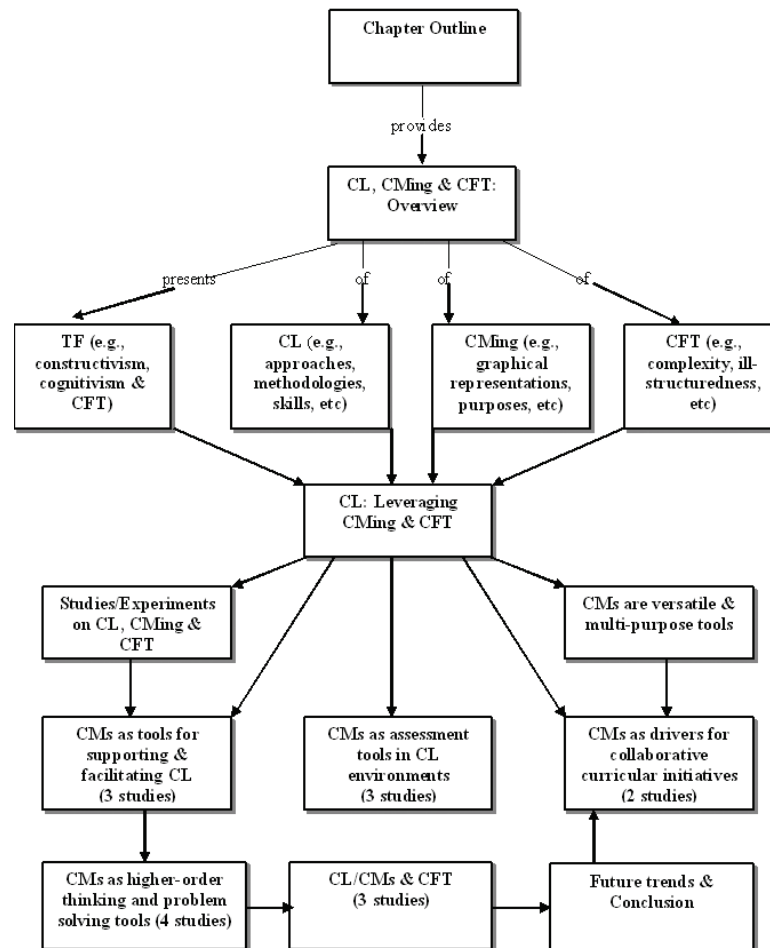 Chapter Outline
provides
CL, CMing & CFT:
Overview
presents
of
of
of
TF (e.g.,
constructivism,
cognitivism &
CFT)
CL (e.g.,
approaches,
methodologies,
skills, etc)
CMing (e.g.,
graphical
representations,
purposes, etc)
CFT (e.g.,
complexity, ill-
structuredness,
etc)
CL: Leveraging
CMing & CFT
Studies/Experiments
on CL, CMing &
CFT
CMs are versatile &
multi-purpose tools
CMs as tools for
supporting &
facilitating CL
(3 studies)
CMs as assessment
tools in CL
environments
(3 studies)
CMs as drivers for
collaborative
curricular initiatives
(2 studies)
CMs as higher-order
thinking and problem
solving tools (4 studies)
CL/CMs & CFT
(3 studies)
Future trends &
Conclusion